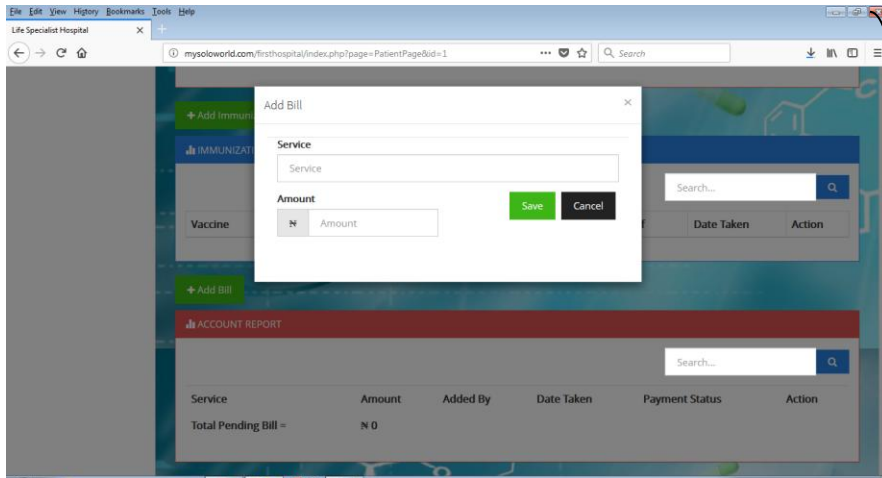 File Edit View History Bookmarks Tools Help
Life Specialist Hospital
mysoloworld.com/firsthospital/index.php?page=PatientPage&id=1
Search
Add Bill
Add Immuni
Service
IMMUNIZATI
Service
Search...
Amount
Save Cancel
₦ Amount
Vaccine Date Taken Action
Add Bill
ACCOUNT REPORT
Search...
Service Amount Added By Date Taken Payment Status Action
Total Pending Bill = ₦ 0